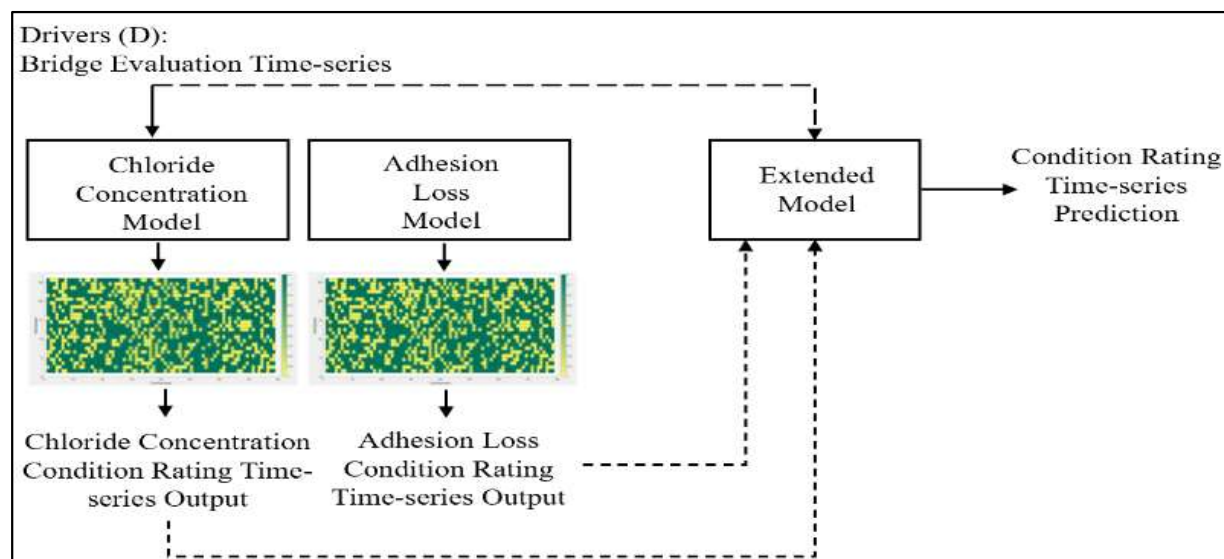 Drivers (D):
Bridge Evaluation Time-series
Chloride
Concentration
Model
Adhesion
Loss
Model
Extended
Model
Condition Rating
Time-series
Prediction
Chloride Concentration
Condition Rating Time-
series Output
Adhesion Loss
Condition Rating
Time-series Output